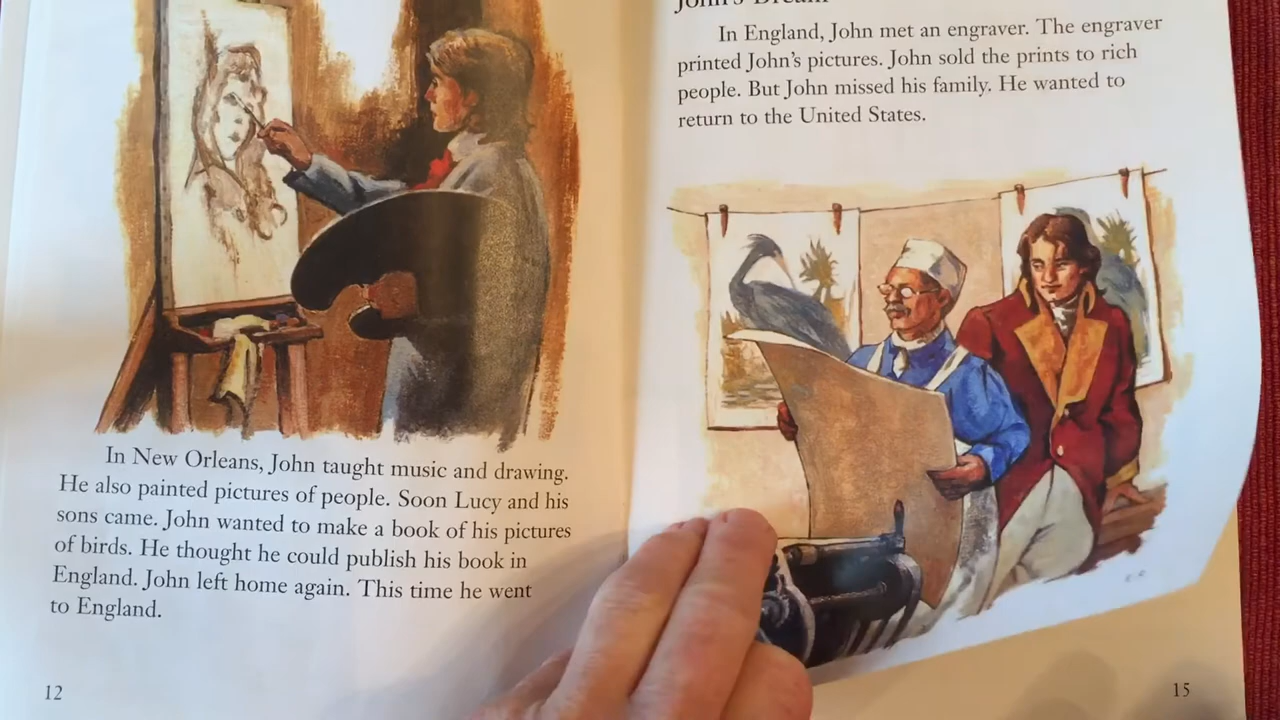 In New Orleans, John taught music and drawing.
He also painted pictures of people. Soon Lucy and his
sons came. John wanted to make a book of his pictures
of birds. He thought he could publish his book in
England. John left home again. This time he went
to England.
12
John's Dream
In England, John met an engraver. The engraver
printed John's pictures. John sold the prints to rich
people. But John missed his family. He wanted to
return to the United States.
15